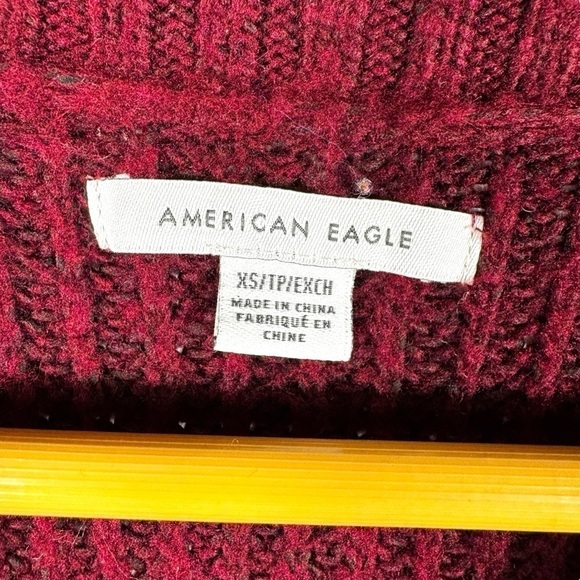 AMERICAN EAGLE
XS/TP/EXCH
MADE IN CHINA
FABRIQUÉ EN
CHINE